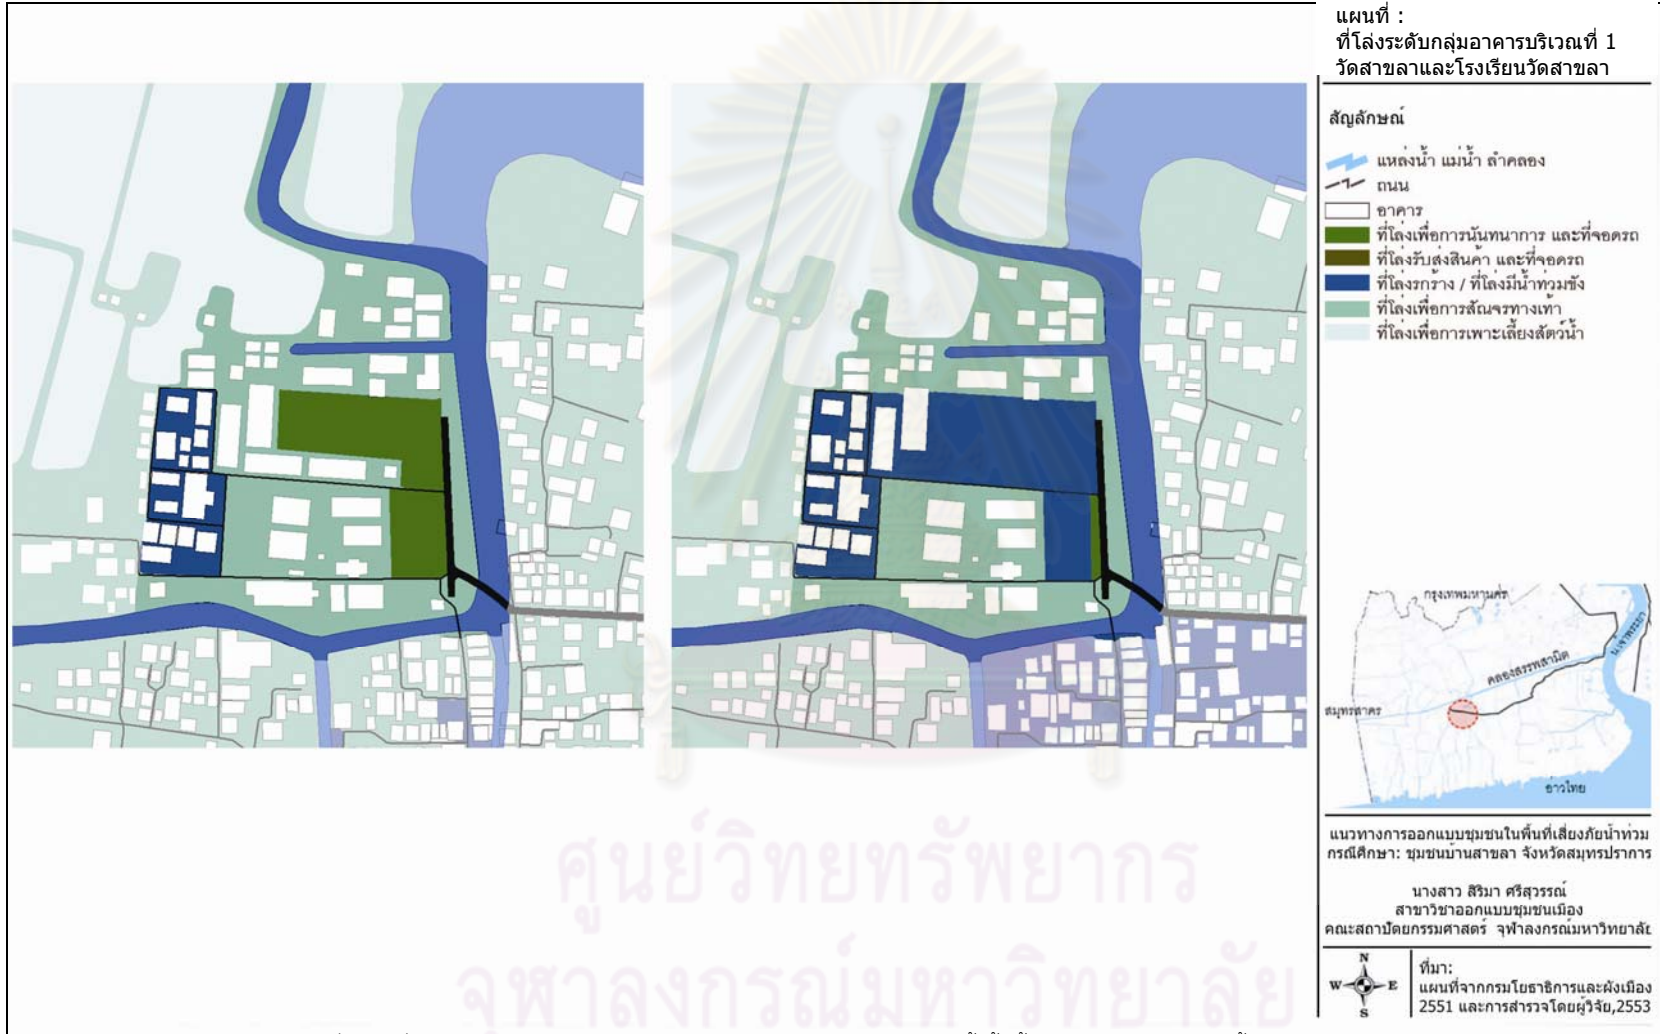 แผนที่ :
ที่โล่งระดับกลุ่มอาคารบริเวณที่ 1
วัดสาขลาและโรงเรียนวัดสาขลา
สัญลักษณ์
แหล่งน้ำ แม่น้ำ ลำคลอง
ถนน
อาคาร
ที่โล่งเพื่อการนันทนาการ และที่จอดรถ
ที่โล่งรับส่งสินค้า และที่จอดรถ
ที่โล่งรกร้าง / ที่โล่งมีน้ำท่วมขัง
ที่โล่งเพื่อการสัณจรทางเท้า
ที่โล่งเพื่อการเพาะเลี้ยงสัตว์น้ำ
กรุงเทพมหานคร
น.เจ้าพระยา
คลองสรรพสามิต
สมุทรสาคร
อ่าวไทย
แนวทางการออกแบบชุมชนในพื้นที่เสี่ยงภัยน้ำท่วม
กรณีศึกษา: ชุมชนบ้านสาขลา จังหวัดสมุทรปราการ
นางสาว สิริมา ศรีสุวรรณ์
สาขาวิชาออกแบบชุมชนเมือง
คณะสถาปัตยกรรมศาสตร์ จุฬาลงกรณ์มหาวิทยาลัย
N
W E
S
ที่มา:
แผนที่จากกรมโยธาธิการและผังเมือง
2551 และการสำรวจโดยผู้วิจัย,2553
ศูนย์วิทยทรัพยากร
จุฬาลงกรณ์มหาวิทยาลัย